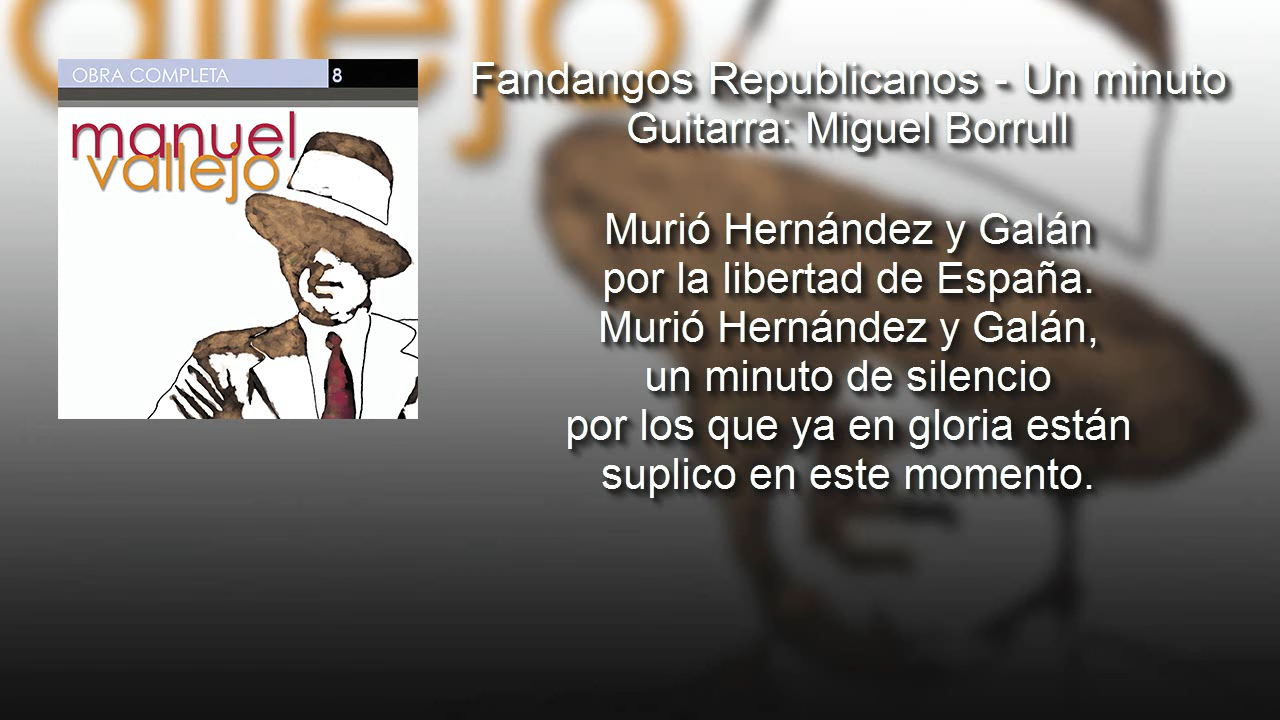 OBRA COMPLETA 8
manuel
vallejo
Fandangos Republicanos - Un minuto
Guitarra: Miguel Borrull
Murió Hernández y Galán
por la libertad de España.
Murió Hernández y Galán,
un minuto de silencio
por los que ya en gloria están
suplico en este momento.